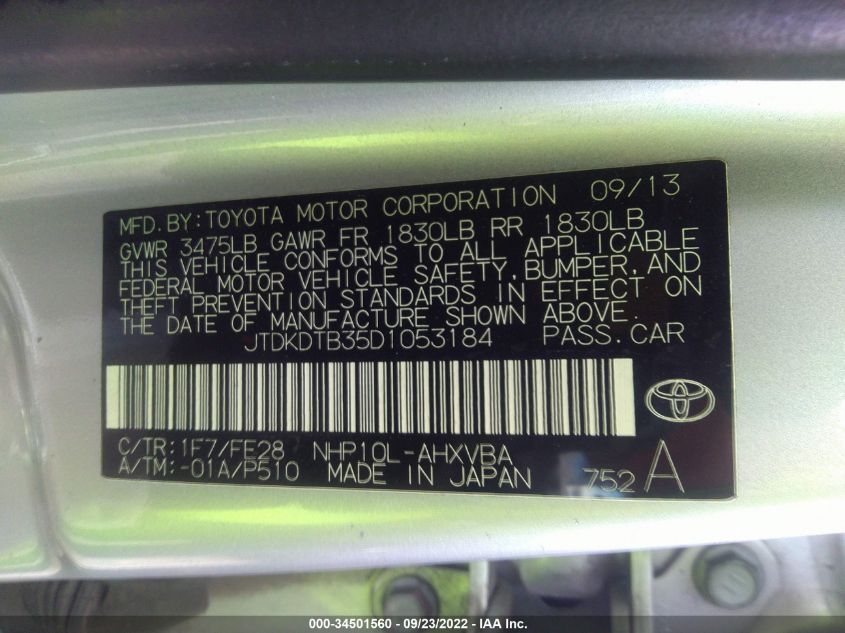 MFD.BY:TOYOTA MOTOR CORPORATION 09/13
GVWR 3475LB GAWR FR 1830LB RR 1830LB
THIS VEHICLE CONFORMS TO ALL APPLICABLE
FEDERAL MOTOR VEHICLE SAFETY, BUMPER, AND
THEFT PREVENTION STANDARDS IN EFFECT ON
THE DATE OF MANUFACTURE SHOWN ABOVE.
JTDKDTB35D1053184 PASS.CAR
C/TR:1F7/FE28 NHP10L-AHXVBA
A/TM:-01A/P510 MADE IN JAPAN 752 A
000-34501560 - 09/23/2022 - IAA Inc.